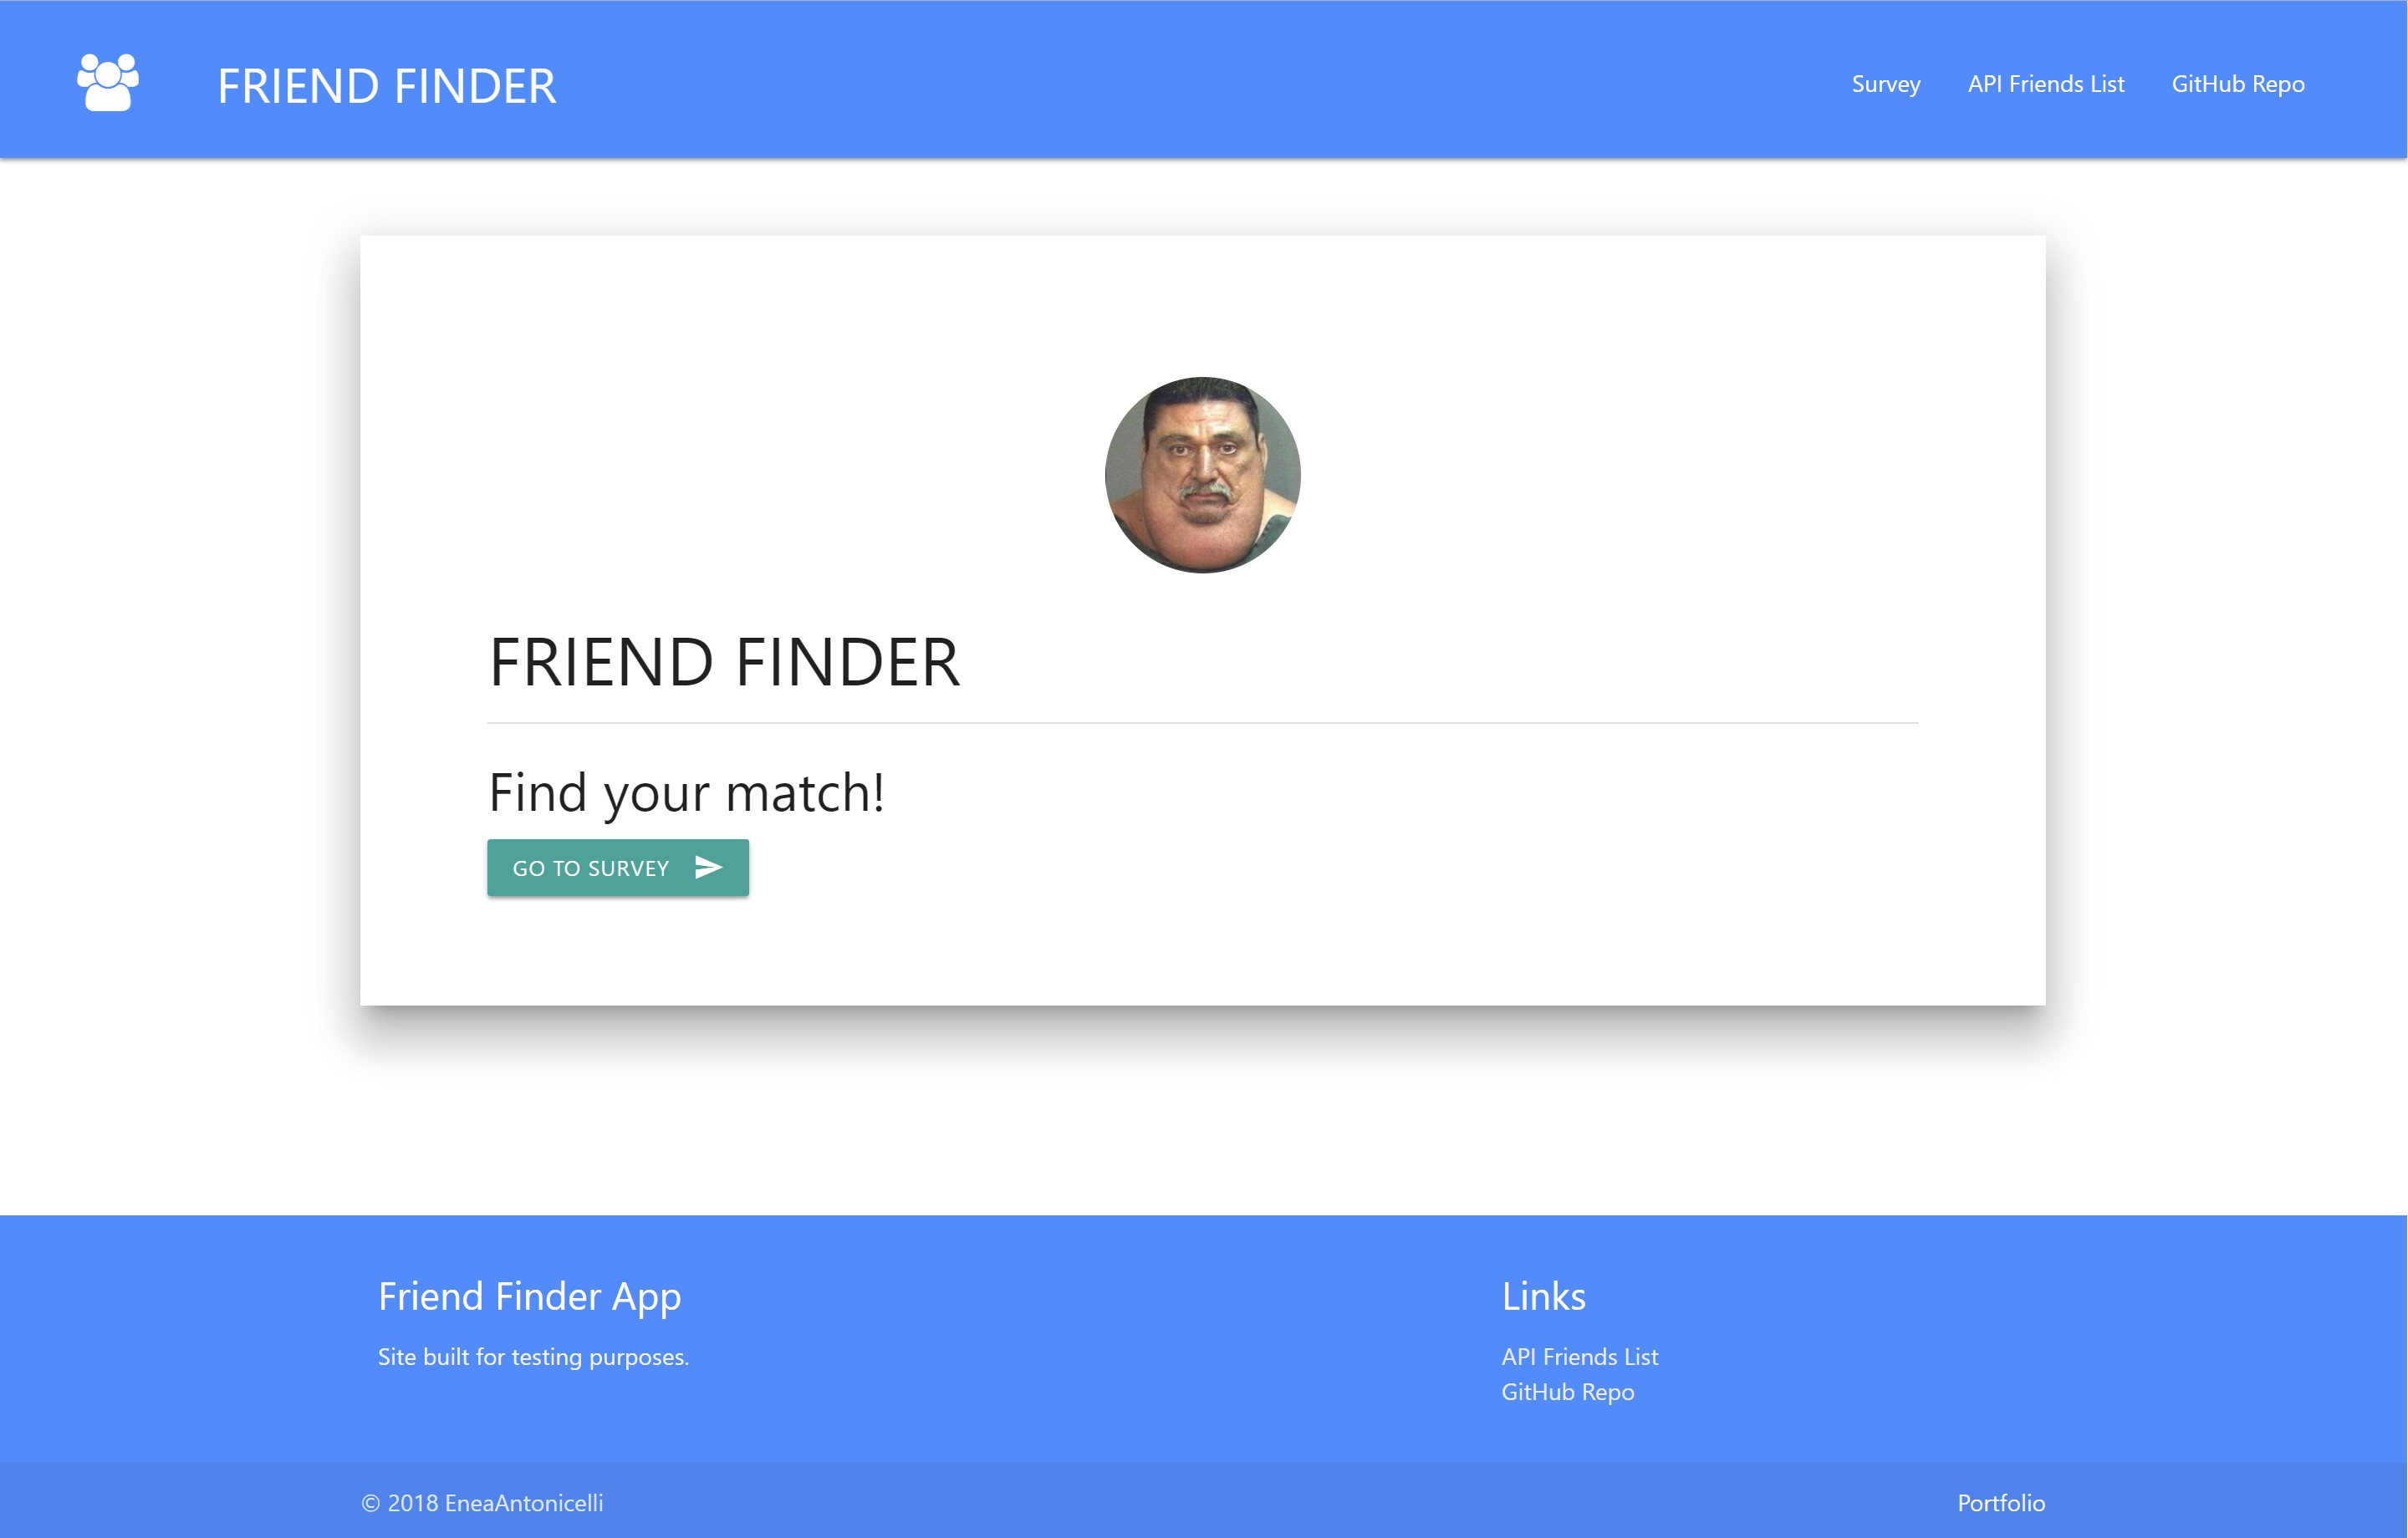 FRIEND FINDER
Survey
API Friends List
GitHub Repo
FRIEND FINDER
Find your match!
GO TO SURVEY
Friend Finder App
Site built for testing purposes.
Links
API Friends List
GitHub Repo
© 2018 EneaAntonicelli
Portfolio